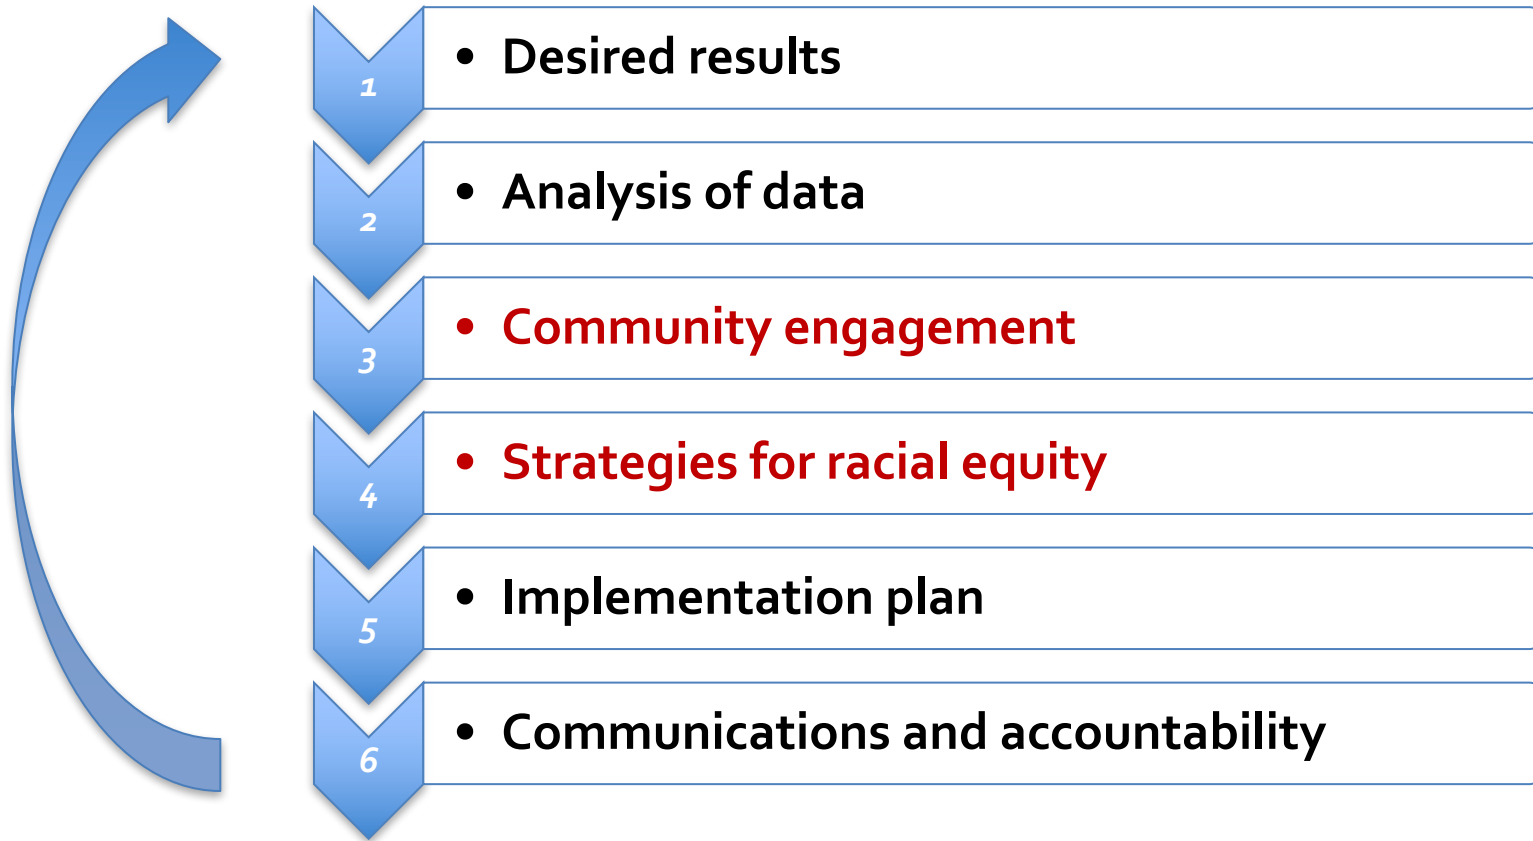 1 • Desired results
2 • Analysis of data
3 • Community engagement
4 • Strategies for racial equity
5 • Implementation plan
6 • Communications and accountability